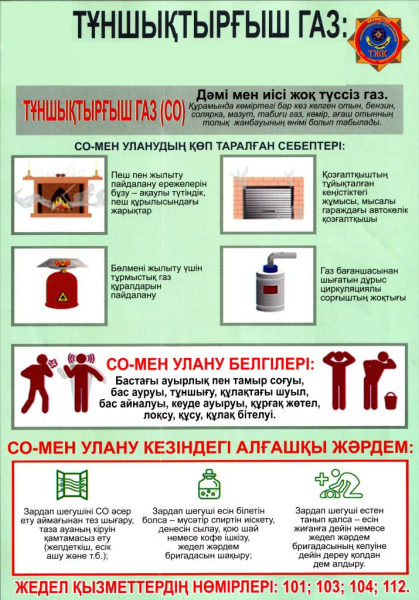 ТҰНШЫҚТЫРҒЫШ ГАЗ:
ҚАЗАҚСТАН
ТЖК
ТҰНШЫҚТЫРҒЫШ ГАЗ (СО)
Дәмі мен иісі жоқ түссіз газ.
Құрамында көміртегі бар кез келген отын, бензин,
солярка, мазут, табиғи газ, көмір, ағаш отынның
толық жанбауының өнімі болып табылады.
СО-МЕН УЛАНУДЫҢ КӨП ТАРАЛҒАН СЕБЕПТЕРІ:
Пеш пен жылыту
пайдалану ережелерін
бұзу – ақаулы түтіндік,
пеш құрылысындағы
жарықтар
Қозғалтқыштың
тұйықталған
кеңістіктегі
жұмысы, мысалы
гараждағы автокөлік
қозғалтқышы
Бөлмені жылыту үшін
тұрмыстық газ
құралдарын
пайдалану
Газ бағаншасынан
шығатын дұрыс
циркуляциялы
сорғыштың жоқтығы
СО-МЕН УЛАНУ БЕЛГІЛЕРІ:
Бастағы ауырлық пен тамыр соғуы,
бас ауруы, тұншығу, құлақтағы шуыл,
бас айналуы, кеуде ауыруы, құрғақ жөтел,
лоқсу, құсу, құлақ бітелуі.
СО-МЕН УЛАНУ КЕЗІНДЕГІ АЛҒАШҚЫ ЖӘРДЕМ:
Зардап шегушіні СО әсер
ету аймағынан тез шығару,
таза ауаның кіруін
қамтамасыз ету
(желдеткіш, есік
ашу және т.б.);
Зардап шегуші есін білетін
болса – мүсәтір спиртін иіскету,
денесін сылау, қою шай
немесе кофе ішкізу,
жедел жәрдем
бригадасын шақыру;
Зардап шегуші естен
танып қалса – есін
жиғанға дейін немесе
жедел жәрдем
бригадасының келуіне
дейін дереу қолдан
дем алдыру.
ЖЕДЕЛ ҚЫЗМЕТТЕРДІҢ НӨМІРЛЕРІ: 101; 103; 104; 112.